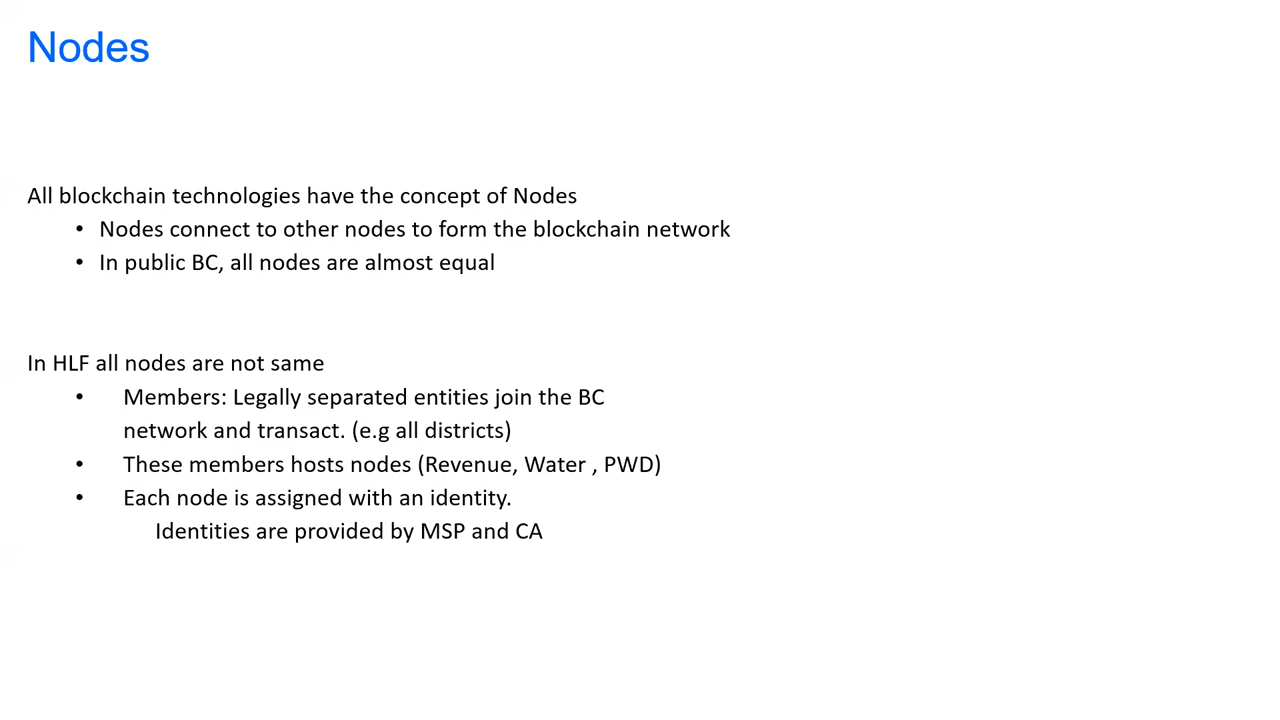 Nodes
All blockchain technologies have the concept of Nodes
• Nodes connect to other nodes to form the blockchain network
• In public BC, all nodes are almost equal
In HLF all nodes are not same
• Members: Legally separated entities join the BC
network and transact. (e.g all districts)
• These members hosts nodes (Revenue, Water , PWD)
• Each node is assigned with an identity.
Identities are provided by MSP and CA